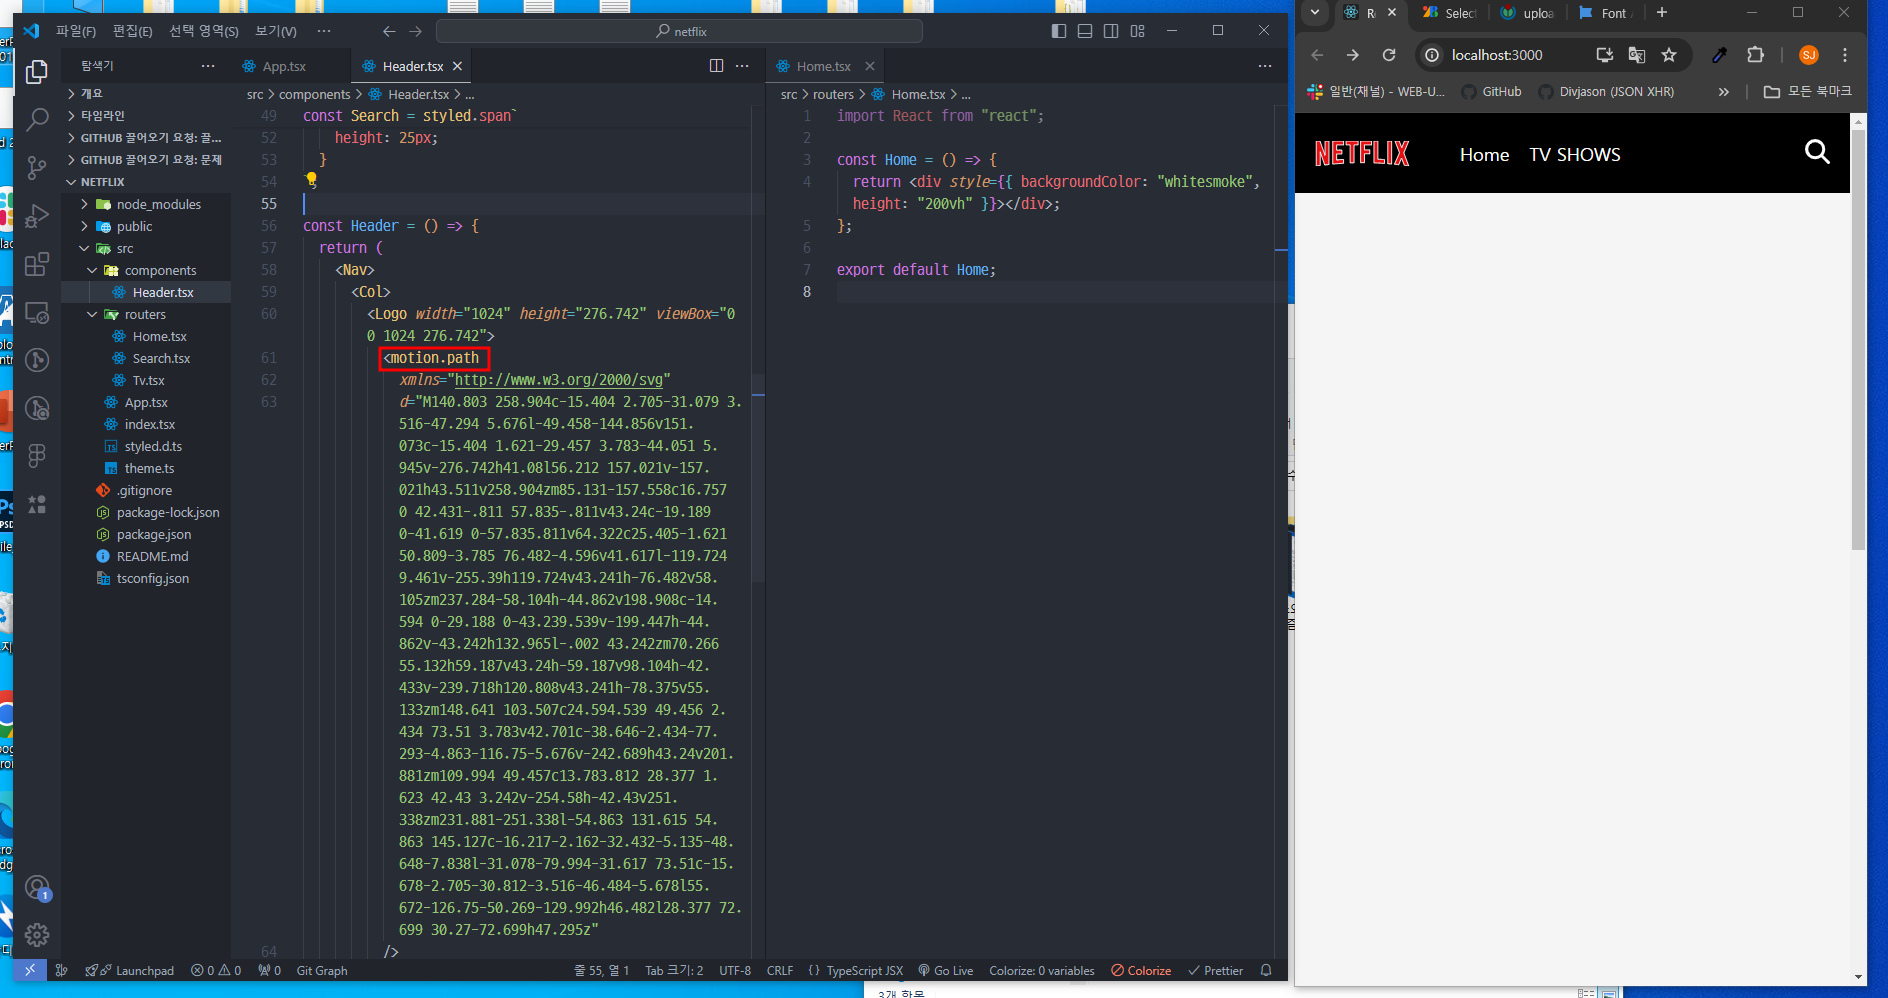 파일(F) 편집(E) 선택 영역(S) 보기(V) ··· netflix
탐색기 ···
개요
타임라인
GITHUB 끌어오기 요청: 끌...
GITHUB 끌어오기 요청: 문제
NETFLIX
node_modules
public
src
components
Header.tsx
routers
Home.tsx
Search.tsx
Tv.tsx
App.tsx
index.tsx
styled.d.ts
theme.ts
.gitignore
package-lock.json
package.json
README.md
tsconfig.json
App.tsx Header.tsx
src > components > Header.tsx > ...
49 const Search = styled.span`
52 height: 25px;
53 }
54 `;
55
56 const Header = () => {
57 return (
58 <Nav>
59 <Col>
60 <Logo width="1024" height="276.742" viewBox="0
0 1024 276.742">
61 <motion.path
62 xmlns="http://www.w3.org/2000/svg"
63 d="M140.803 258.904c-15.404 2.705-31.079 3.
516-47.294 5.676l-49.458-144.856v151.
073c-15.404 1.621-29.457 3.783-44.051 5.
945v-276.742h41.08l56.212 157.021v-157.
021h43.511v258.904zm85.131-157.558c16.757
0 42.431-.811 57.835-.811v43.24c-19.189
0-41.619 0-57.835.811v64.322c25.405-1.621
50.809-3.785 76.482-4.596v41.617l-119.724
9.461v-255.39h119.724v43.241h-76.482v58.
105zm237.284-58.104h-44.862v198.908c-14.
594 0-29.188 0-43.239.539v-199.447h-44.
862v-43.242h132.965l-.002 43.242zm70.266
55.132h59.187v43.24h-59.187v98.104h-42.
433v-239.718h120.808v43.241h-78.375v55.
133zm148.641 103.507c24.594.539 49.456 2.
434 73.51 3.783v42.701c-38.646-2.434-77.
293-4.863-116.75-5.676v-242.689h43.24v201.
881zm109.994 49.457c13.783.812 28.377 1.
623 42.43 3.242v-254.58h-42.43v251.
338zm231.881-251.338l-54.863 131.615 54.
863 145.127c-16.217-2.162-32.432-5.135-48.
648-7.838l-31.078-79.994-31.617 73.51c-15.
678-2.705-30.812-3.516-46.484-5.678l55.
672-126.75-50.269-129.992h46.482l28.377 72.
699 30.27-72.699h47.295z"
64 />
Home.tsx
src > routers > Home.tsx > ...
1 import React from "react";
2
3 const Home = () => {
4 return <div style={{ backgroundColor: "whitesmoke",
height: "200vh" }}></div>;
5 };
6
7 export default Home;
8
1
Launchpad 0 0 0 Git Graph 줄 55, 열 1 Tab 크기: 2 UTF-8 CRLF {} TypeScript JSX Go Live Colorize: 0 variables Colorize Prettier
Select uploa Font
localhost:3000 SJ
일반(채널) - WEB-U... GitHub Divjason (JSON XHR) » 모든 북마크
NETFLIX Home TV SHOWS
3개 항목